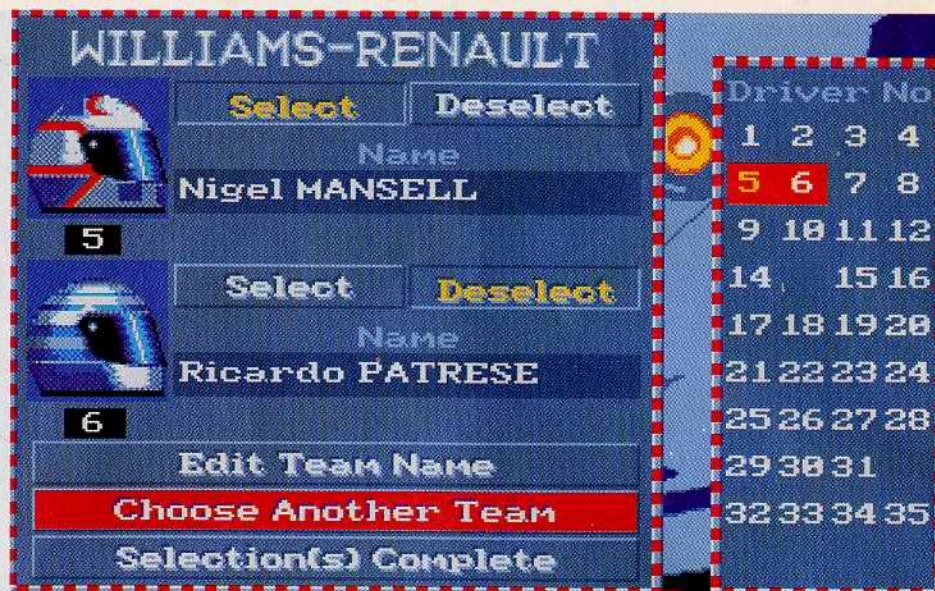 WILLIAMS-RENAULT
Select Deselect
Name
Nigel MANSELL
5
Select Deselect
Name
Ricardo PATRESE
6
Edit Team Name
Choose Another Team
Selection(s) Complete
Driver No
1 2 3 4
5 6 7 8
9 10 11 12
14 15 16
17 18 19 20
21 22 23 24
25 26 27 28
29 30 31
32 33 34 35